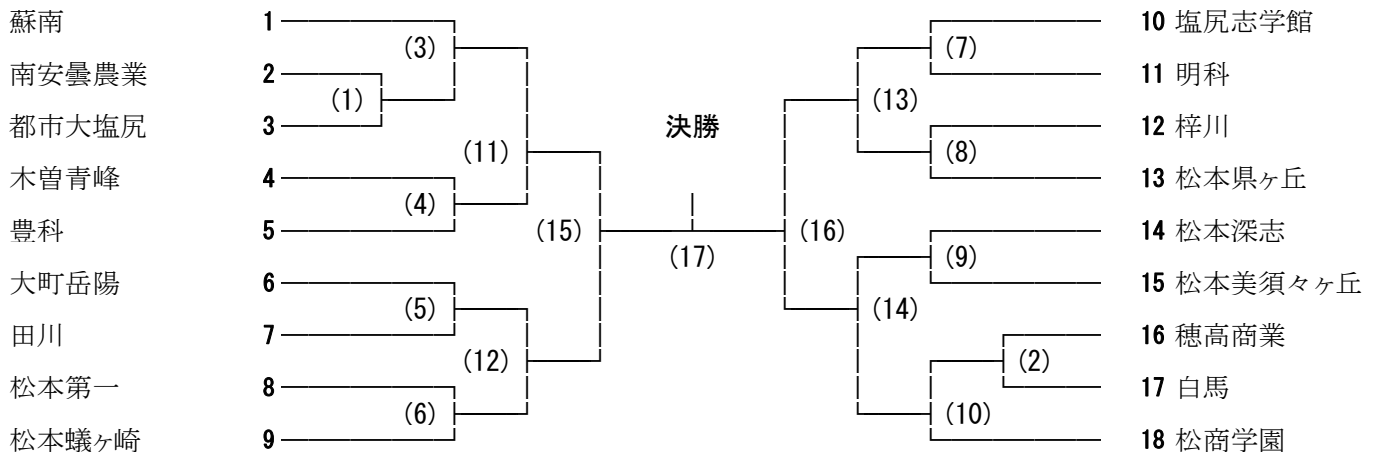 蘇南 1 10 塩尻志学館
(3) (7)
南安曇農業 2 11 明科
(1) (13)
都市大塩尻 3 決勝 12 梓川
(11) (8)
木曽青峰 4 13 松本県ヶ丘
(4)
豊科 5 (15) (16) 14 松本深志
(17) (9)
大町岳陽 6 15 松本美須々ヶ丘
(5) (14)
田川 7 16 穂高商業
(12) (2)
松本第一 8 17 白馬
(6) (10)
松本蟻ヶ崎 9 18 松商学園